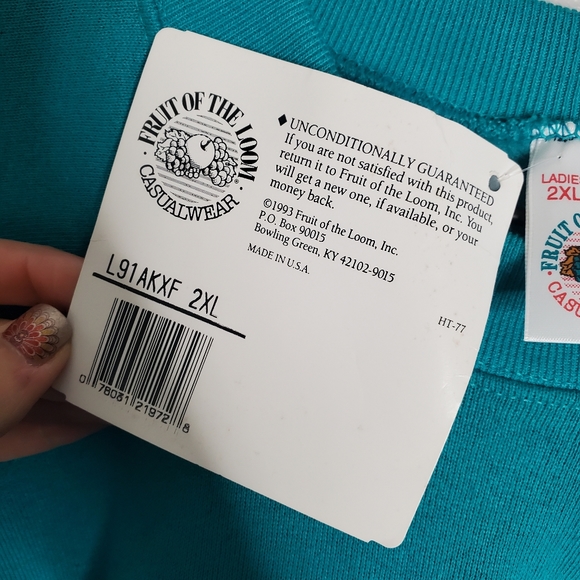 FRUIT OF THE LOOM
· CASUALWEAR ·
♦ UNCONDITIONALLY GUARANTEED
If you are not satisfied with this product,
return it to Fruit of the Loom, Inc. You
will get a new one, if available, or your
money back.
©1993 Fruit of the Loom, Inc.
P.O. Box 90015
Bowling Green, KY 42102-9015
MADE IN U.S.A.
HT-77
L91AKXF 2XL
0 78031 21972 8
LADIES
2XL
FRUIT O
CASU